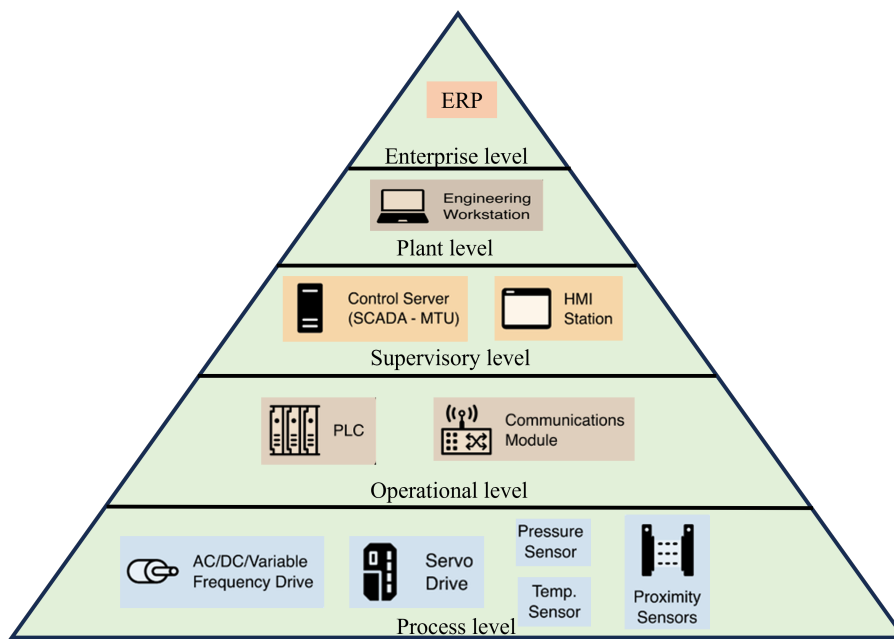 ERP
Enterprise level
Engineering
Workstation
Plant level
Control Server
(SCADA - MTU)
HMI
Station
Supervisory level
PLC
Communications
Module
Operational level
AC/DC/Variable
Frequency Drive
Servo
Drive
Pressure
Sensor
Temp.
Sensor
Proximity
Sensors
Process level